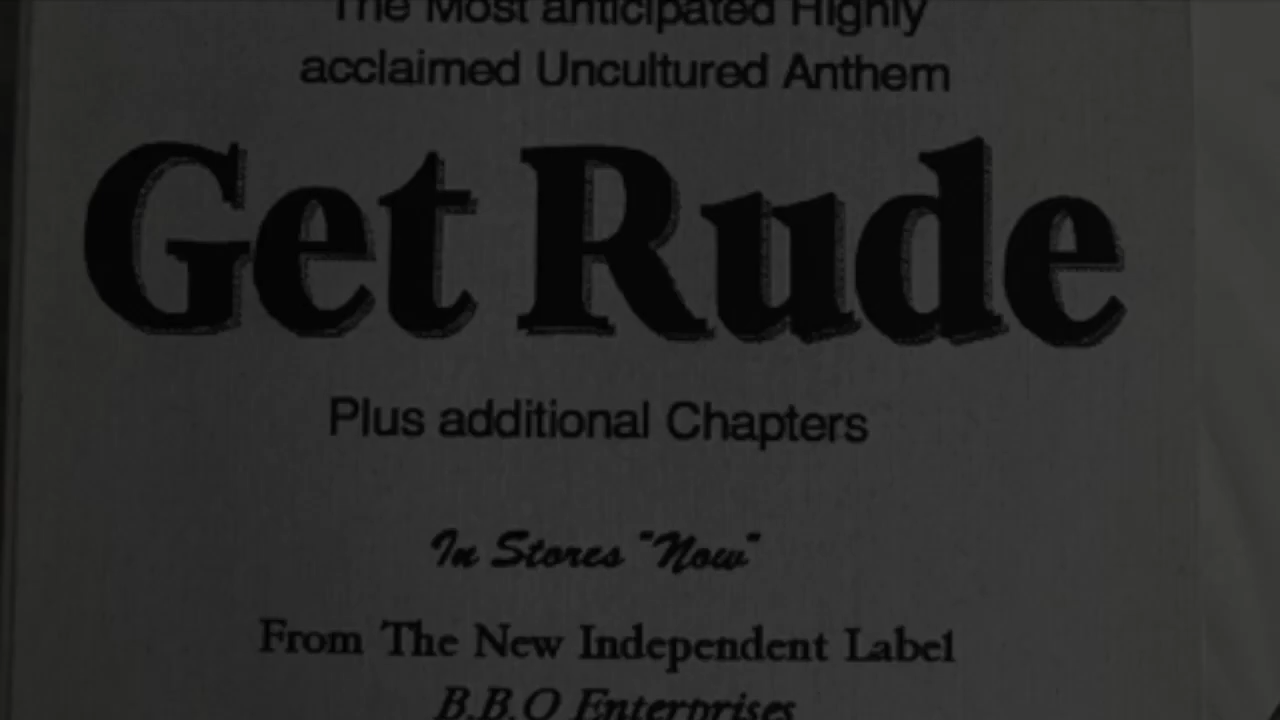 The Most anticipated Highly
acclaimed Uncultured Anthem
Get Rude
Plus additional Chapters
In Stores "Now"
From The New Independent Label
B.B.O Enterprises